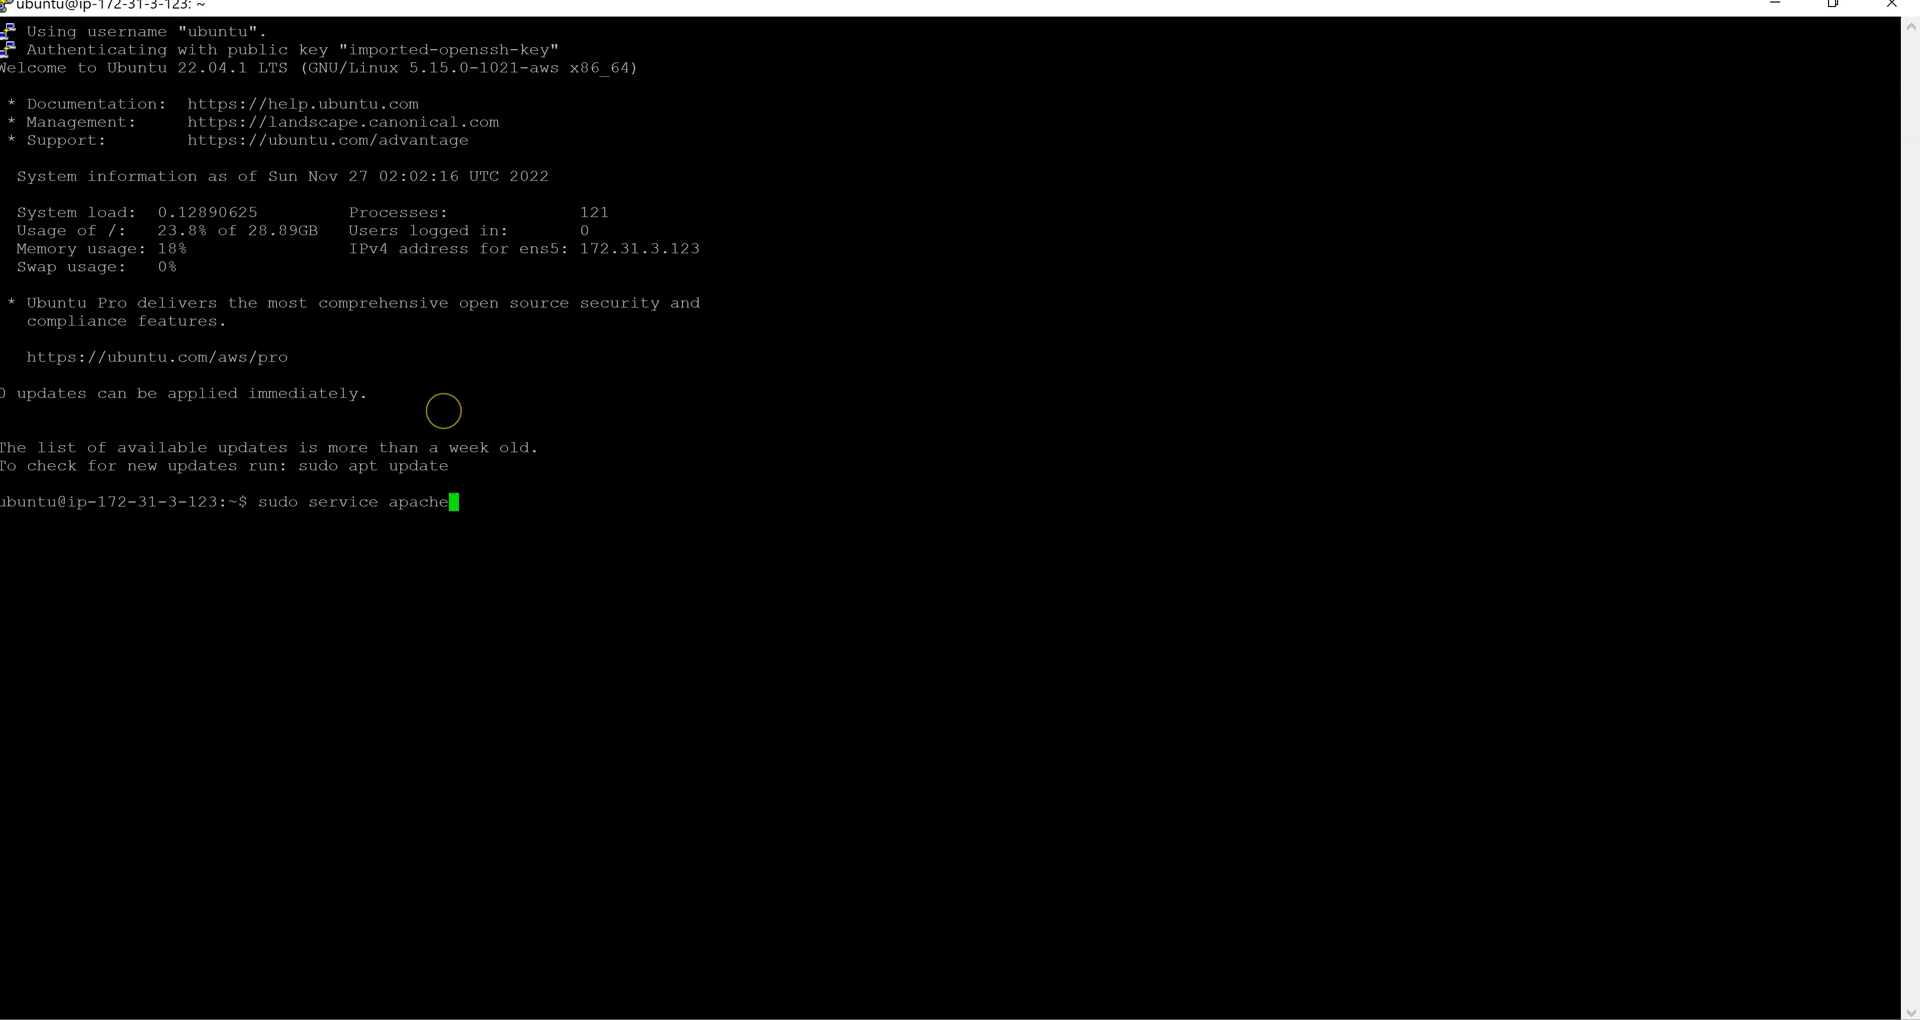 ubuntu@ip-172-31-3-123: ~
Using username "ubuntu".
Authenticating with public key "imported-openssh-key"
Welcome to Ubuntu 22.04.1 LTS (GNU/Linux 5.15.0-1021-aws x86_64)
* Documentation:  https://help.ubuntu.com
* Management:     https://landscape.canonical.com
* Support:        https://ubuntu.com/advantage
System information as of Sun Nov 27 02:02:16 UTC 2022
System load:  0.12890625         Processes:             121
Usage of /:   23.8% of 28.89GB   Users logged in:       0
Memory usage: 18%                IPv4 address for ens5: 172.31.3.123
Swap usage:   0%
* Ubuntu Pro delivers the most comprehensive open source security and
compliance features.
https://ubuntu.com/aws/pro
0 updates can be applied immediately.
The list of available updates is more than a week old.
To check for new updates run: sudo apt update
ubuntu@ip-172-31-3-123:~$ sudo service apache